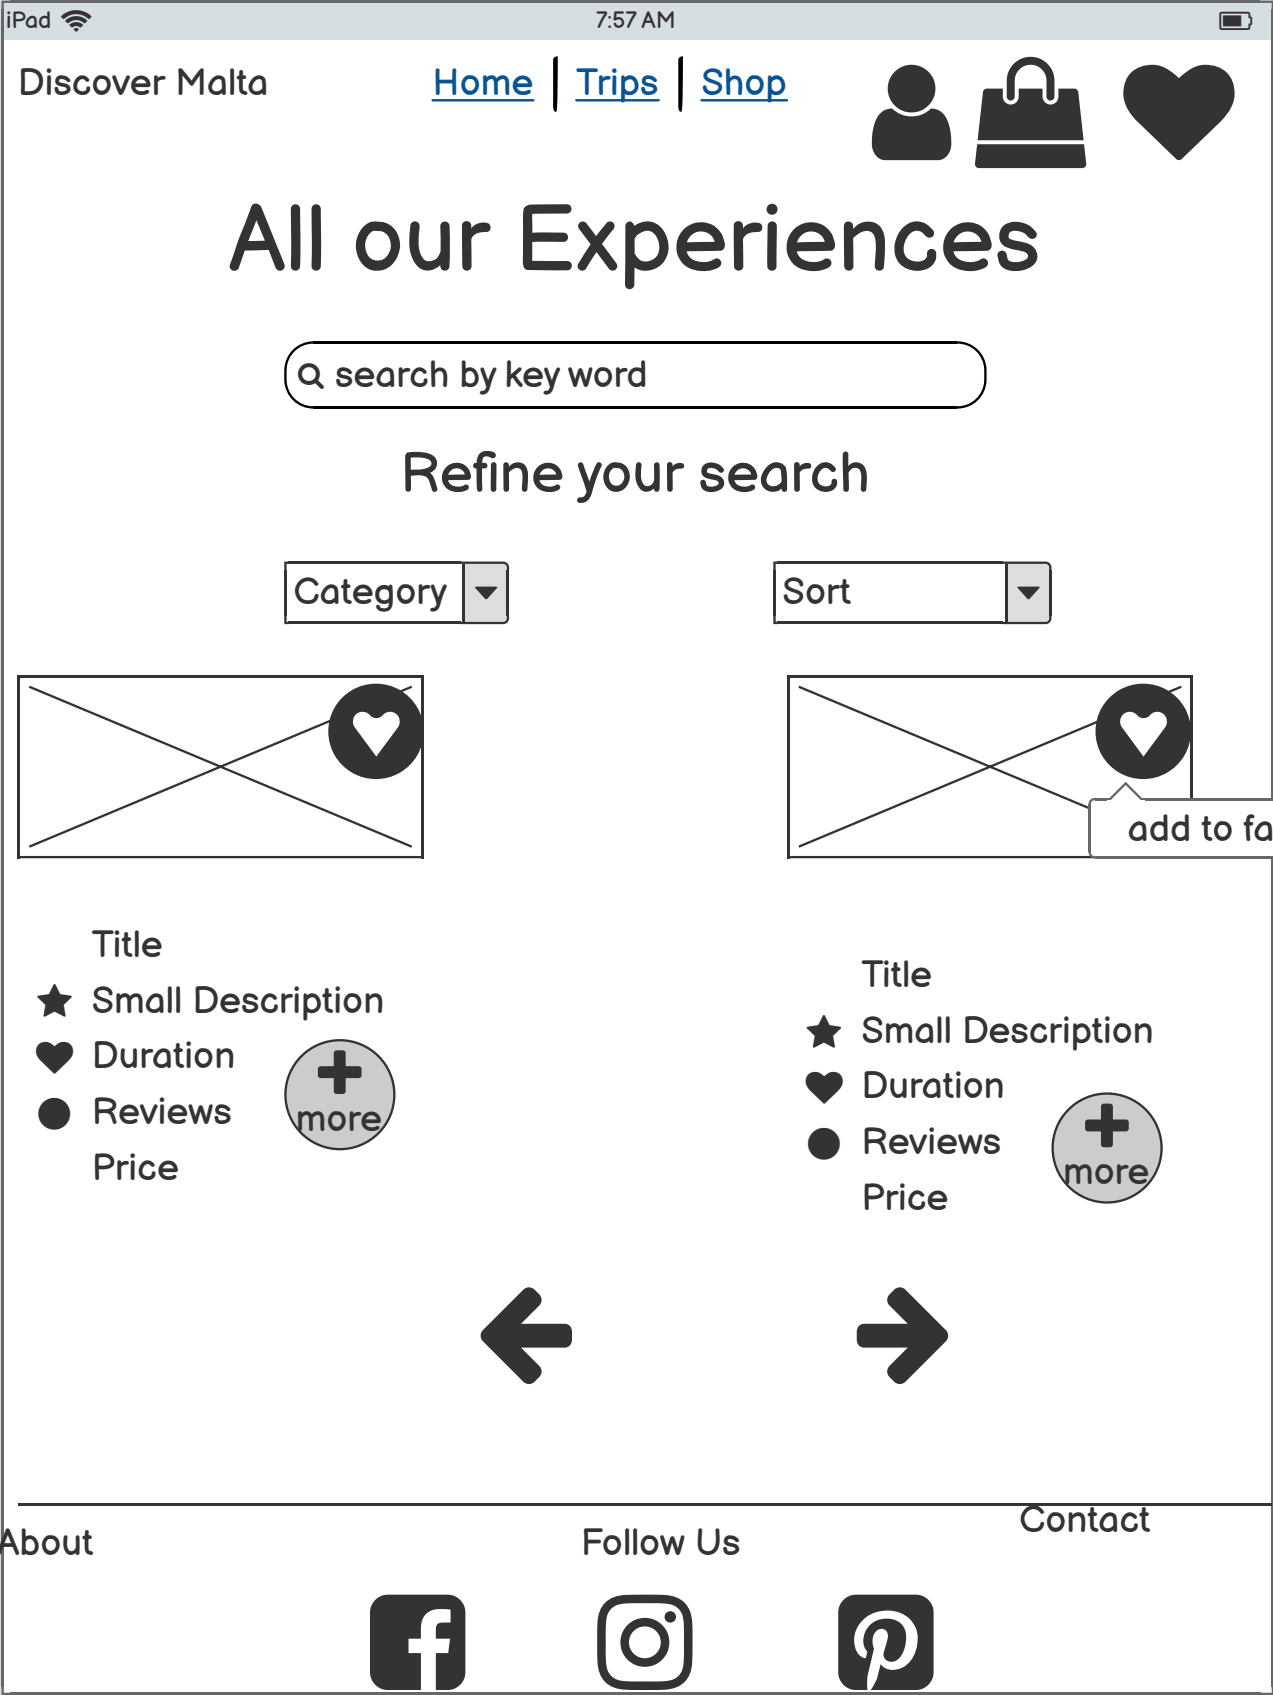 iPad
7:57 AM
Discover Malta
Home | Trips | Shop
All our Experiences
search by key word
Refine your search
Category
Sort
add to fa
Title
Small Description
Duration
Reviews
Price
more
Title
Small Description
Duration
Reviews
Price
more
About
Follow Us
Contact